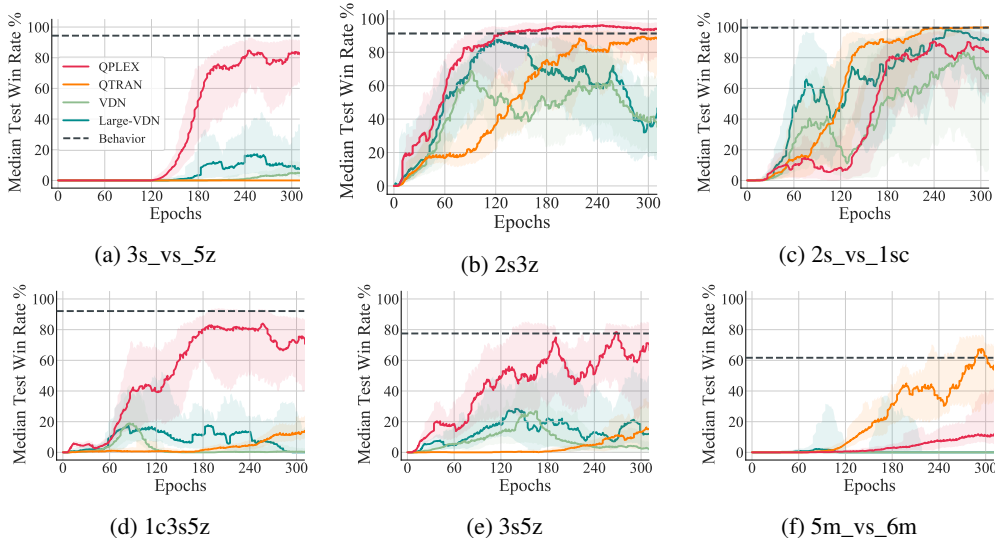 Median Test Win Rate %
100
80
60
40
20
0
QPLEX
QTRAN
VDN
Large-VDN
Behavior
0 60 120 180 240 300
Epochs
(a) 3s_vs_5z
Median Test Win Rate %
100
80
60
40
20
0
0 60 120 180 240 300
Epochs
(b) 2s3z
Median Test Win Rate %
100
80
60
40
20
0
0 60 120 180 240 300
Epochs
(c) 2s_vs_1sc
Median Test Win Rate %
100
80
60
40
20
0
0 60 120 180 240 300
Epochs
(d) 1c3s5z
Median Test Win Rate %
100
80
60
40
20
0
0 60 120 180 240 300
Epochs
(e) 3s5z
Median Test Win Rate %
100
80
60
40
20
0
0 60 120 180 240 300
Epochs
(f) 5m_vs_6m